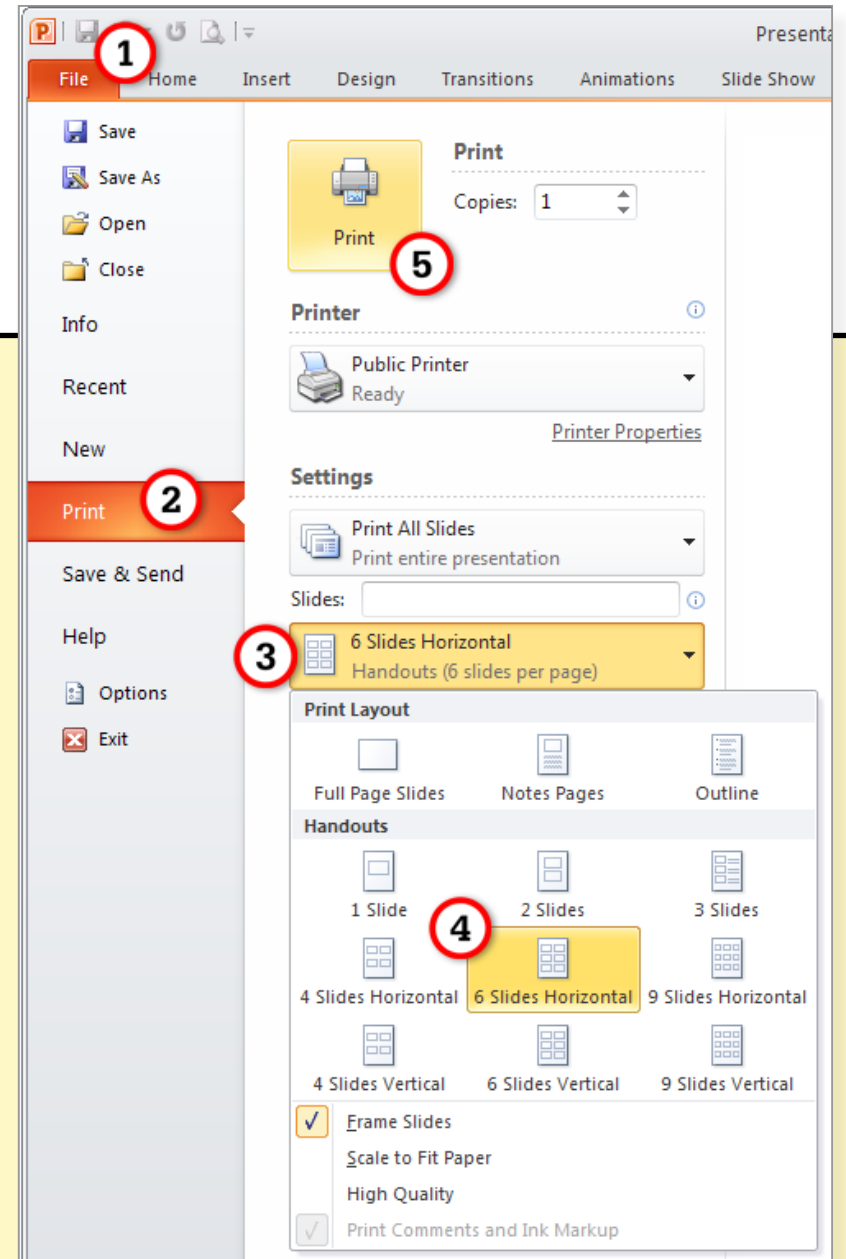 P
Presenta
1
File Home Insert Design Transitions Animations Slide Show
Save
Save As
Open
Close
Info
Recent
New
Print
2
Save & Send
Help
Options
Exit
Print
5
Print
Copies: 1
Printer
Public Printer
Ready
Printer Properties
Settings
Print All Slides
Print entire presentation
Slides:
3
6 Slides Horizontal
Handouts (6 slides per page)
Print Layout
Full Page Slides Notes Pages Outline
Handouts
1 Slide 2 Slides 3 Slides
4
4 Slides Horizontal 6 Slides Horizontal 9 Slides Horizontal
4 Slides Vertical 6 Slides Vertical 9 Slides Vertical
Frame Slides
Scale to Fit Paper
High Quality
Print Comments and Ink Markup